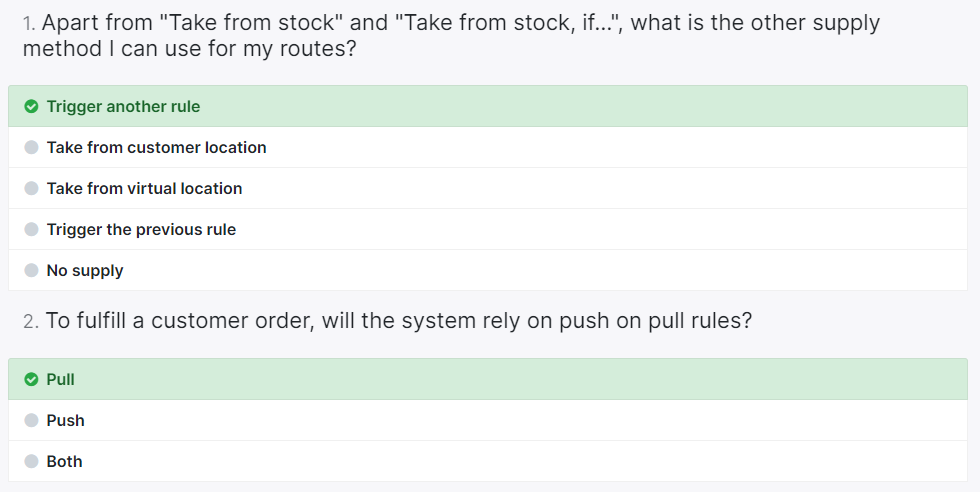 1. Apart from "Take from stock" and "Take from stock, if...", what is the other supply
method I can use for my routes?
Trigger another rule
Take from customer location
Take from virtual location
Trigger the previous rule
No supply
2. To fulfill a customer order, will the system rely on push on pull rules?
Pull
Push
Both